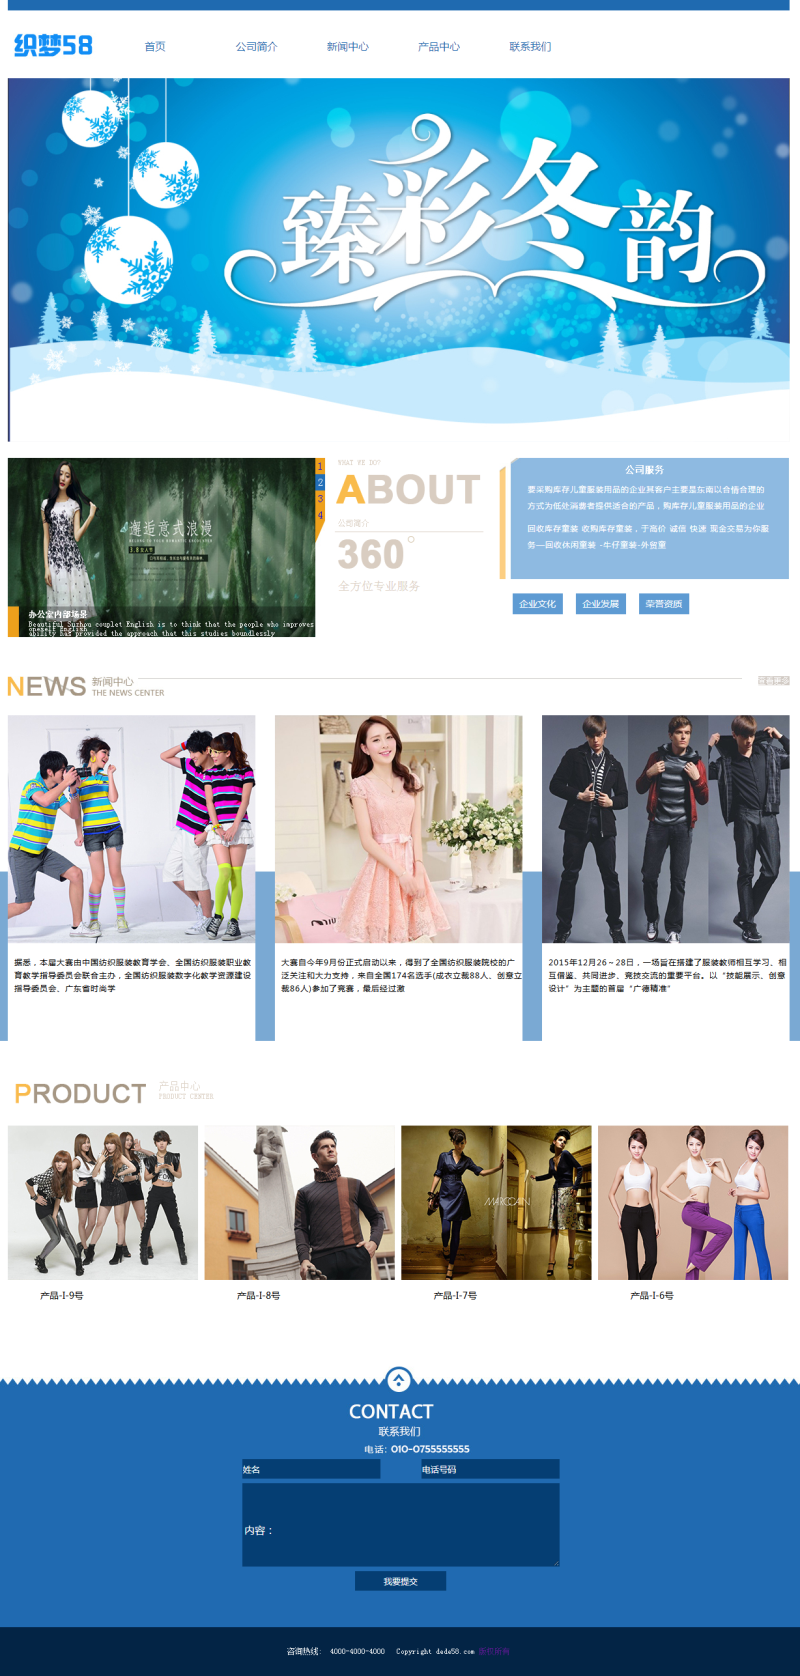 织梦58
首页 公司简介 新闻中心 产品中心 联系我们
臻彩冬韵
1
2
3
4
邂逅意式浪漫
办公室内部场景
Beautiful Suzhou couplet English is to think that the people who improves
oneself English
ability has provided the approach that this studies boundlessly
WHAT WE DO?
ABOUT
公司简介
360°
全方位专业服务
公司服务
要采购库存儿童服装用品的企业其客户主要是东南以合情合理的
方式为低处消费者提供适合的产品，购库存儿童服装用品的企业
回收库存童装 收购库存童装，于高价 诚信 快速 现金交易为你服
务—回收休闲童装 -牛仔童装-外贸童
企业文化 企业发展 荣誉资质
NEWS 新闻中心
THE NEWS CENTER
据悉，本届大赛由中国纺织服装教育学会、全国纺织服装职业教
育教学指导委员会联合主办，全国纺织服装数字化教学资源建设
指导委员会、广东省时尚学
大赛自今年9月份正式启动以来，得到了全国纺织服装院校的广
泛关注和大力支持，来自全国174名选手(成衣立裁88人、创意立
裁86人)参加了竞赛，最后经过激
2015年12月26～28日，一场旨在搭建了服装教师相互学习、相
互借鉴、共同进步，竞技交流的重要平台。以“技能展示、创意
设计”为主题的首届“广德精准”
PRODUCT 产品中心
PRODUCT CENTER
MARCCAIN
产品-I-9号 产品-I-8号 产品-I-7号 产品-I-6号
CONTACT
联系我们
电话: 010-0755555555
姓名 电话号码
内容：
我要提交
咨询热线: 4000-4000-4000 Copyright dede58.com